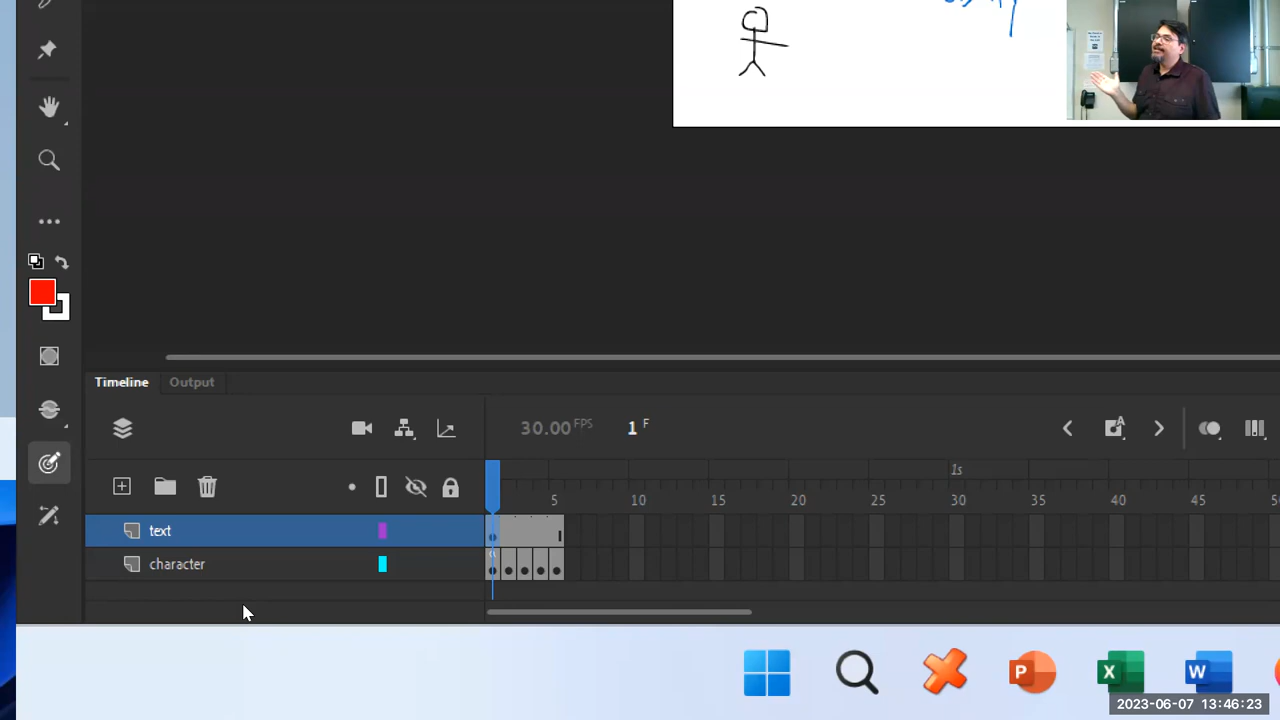 Timeline Output
30.00 FPS 1 F
1s
5 10 15 20 25 30 35 40 45
text
character
P X W
2023-06-07 13:46:23